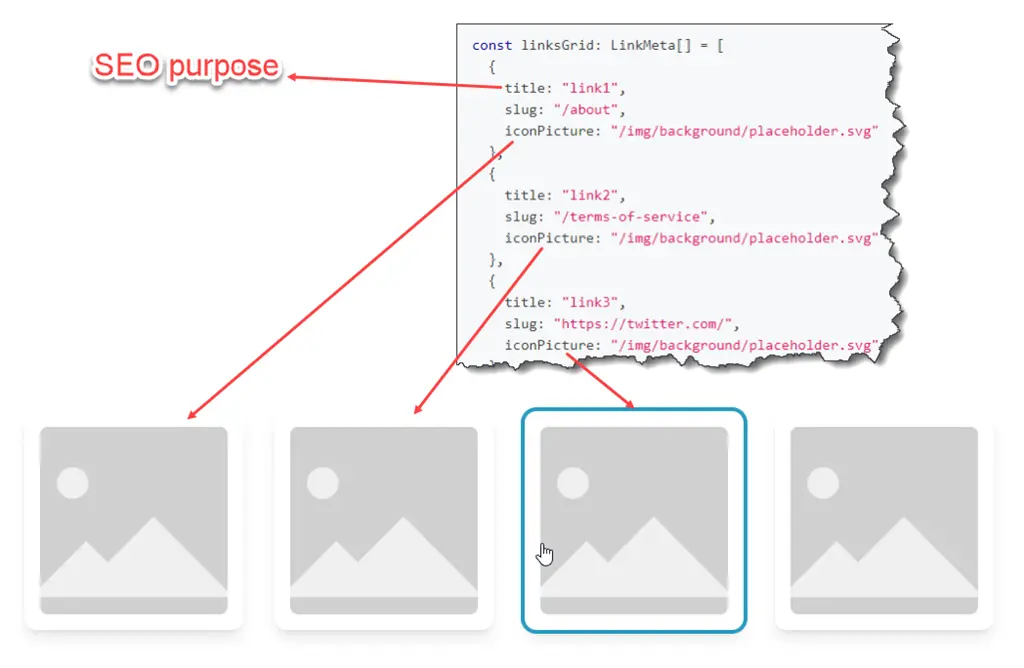 SEO purpose
const linksGrid: LinkMeta[] = [
{
title: "link1",
slug: "/about",
iconPicture: "/img/background/placeholder.svg"
},
{
title: "link2",
slug: "/terms-of-service",
iconPicture: "/img/background/placeholder.svg"
},
{
title: "link3",
slug: "https://twitter.com/",
iconPicture: "/img/background/placeholder.svg"